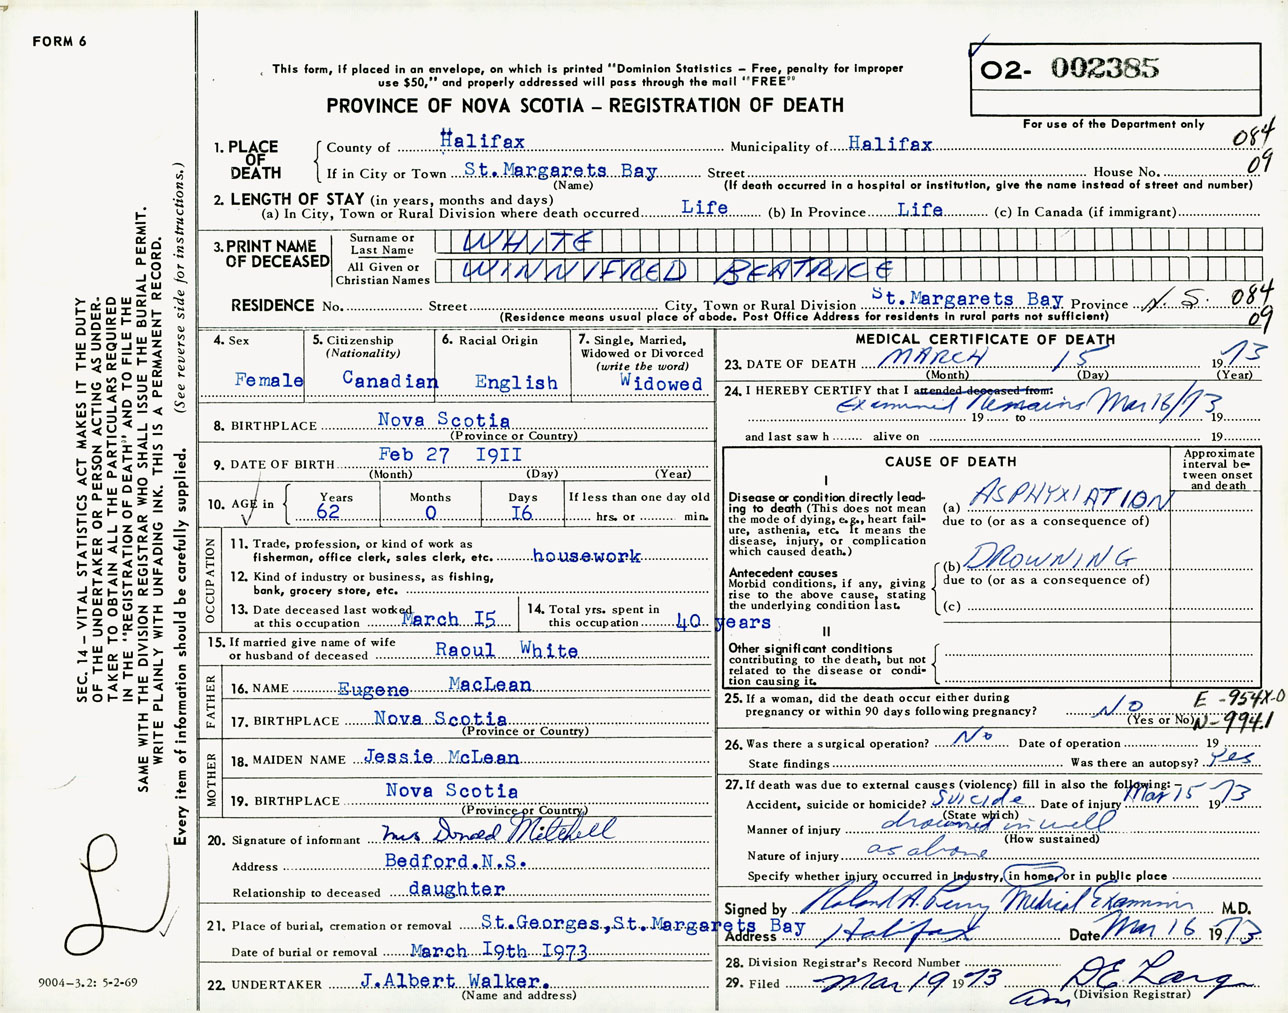 FORM 6
This form, if placed in an envelope, on which is printed "Dominion Statistics – Free, penalty for improper
use $50," and properly addressed will pass through the mail "FREE"
PROVINCE OF NOVA SCOTIA – REGISTRATION OF DEATH
O2- 002385
For use of the Department only
084
09
1. PLACE OF DEATH
County of Halifax Municipality of Halifax
If in City or Town St.Margarets Bay Street House No.
(Name) (If death occurred in a hospital or institution, give the name instead of street and number)
2. LENGTH OF STAY (in years, months and days)
(a) In City, Town or Rural Division where death occurred Life (b) In Province Life (c) In Canada (if immigrant)
3. PRINT NAME OF DECEASED
Surname or Last Name WHITE
All Given or Christian Names WINNIFRED BEATRICE
RESIDENCE No. Street City, Town or Rural Division St.Margarets Bay Province N.S. 084
(Residence means usual place of abode. Post Office Address for residents in rural parts not sufficient) 09
4. Sex
Female
5. Citizenship
(Nationality)
Canadian
6. Racial Origin
English
7. Single, Married,
Widowed or Divorced
(write the word)
Widowed
8. BIRTHPLACE Nova Scotia
(Province or Country)
9. DATE OF BIRTH Feb 27 I9II
(Month) (Day) (Year)
10. AGE in
Years Months Days If less than one day old
62 0 I6 hrs. or min.
OCCUPATION
11. Trade, profession, or kind of work as
fisherman, office clerk, sales clerk, etc. housework
12. Kind of industry or business, as fishing,
bank, grocery store, etc.
13. Date deceased last worked
at this occupation March I5
14. Total yrs. spent in
this occupation 40 years
15. If married give name of wife
or husband of deceased Raoul White
FATHER
16. NAME Eugene MacLean
17. BIRTHPLACE Nova Scotia
(Province or Country)
MOTHER
18. MAIDEN NAME Jessie McLean
19. BIRTHPLACE Nova Scotia
(Province or Country)
20. Signature of informant Mrs Donald Mitchell
Address Bedford.N.S.
Relationship to deceased daughter
21. Place of burial, cremation or removal St.Georges,St.Margarets Bay
Date of burial or removal March I9th I973
22. UNDERTAKER J.Albert Walker.
(Name and address)
MEDICAL CERTIFICATE OF DEATH
23. DATE OF DEATH MARCH 15 1973
(Month) (Day) (Year)
24. I HEREBY CERTIFY that I attended deceased from:
Examined Remains Mar 16/73
19 to 19
and last saw h alive on 19
CAUSE OF DEATH
Approximate
interval be-
tween onset
and death
I
Disease or condition directly lead-
ing to death (This does not mean
the mode of dying, e.g., heart fail-
ure, asthenia, etc. It means the
disease, injury, or complication
which caused death.)
(a) ASPHYXIATION
due to (or as a consequence of)
Antecedent causes
Morbid conditions, if any, giving
rise to the above cause, stating
the underlying condition last.
(b) DROWNING
due to (or as a consequence of)
(c)
II
Other significant conditions
contributing to the death, but not
related to the disease or condi-
tion causing it.
25. If a woman, did the death occur either during
pregnancy or within 90 days following pregnancy? No
(Yes or No)
E-954X-0
N-9941
26. Was there a surgical operation? No Date of operation 19
State findings Was there an autopsy? Yes
27. If death was due to external causes (violence) fill in also the following:
Accident, suicide or homicide? Suicide Date of injury Mar 15 1973
(State which)
Manner of injury drowned in well
(How sustained)
Nature of injury as above
Specify whether injury occurred in industry, in home, or in public place
Signed by Roland A. Perry Medical Examiner M.D.
Address Halifax Date Mar 16 1973
28. Division Registrar's Record Number
29. Filed Mar 19 1973
(Division Registrar)
SEC. 14 – VITAL STATISTICS ACT MAKES IT THE DUTY
OF THE UNDERTAKER OR PERSON ACTING AS UNDER-
TAKER TO OBTAIN ALL THE PARTICULARS REQUIRED
IN THE "REGISTRATION OF DEATH" AND TO FILE THE
SAME WITH THE DIVISION REGISTRAR WHO SHALL ISSUE THE BURIAL PERMIT.
WRITE PLAINLY WITH UNFADING INK. THIS IS A PERMANENT RECORD.
Every item of information should be carefully supplied. (See reverse side for instructions.)
9004-3.2: 5-2-69